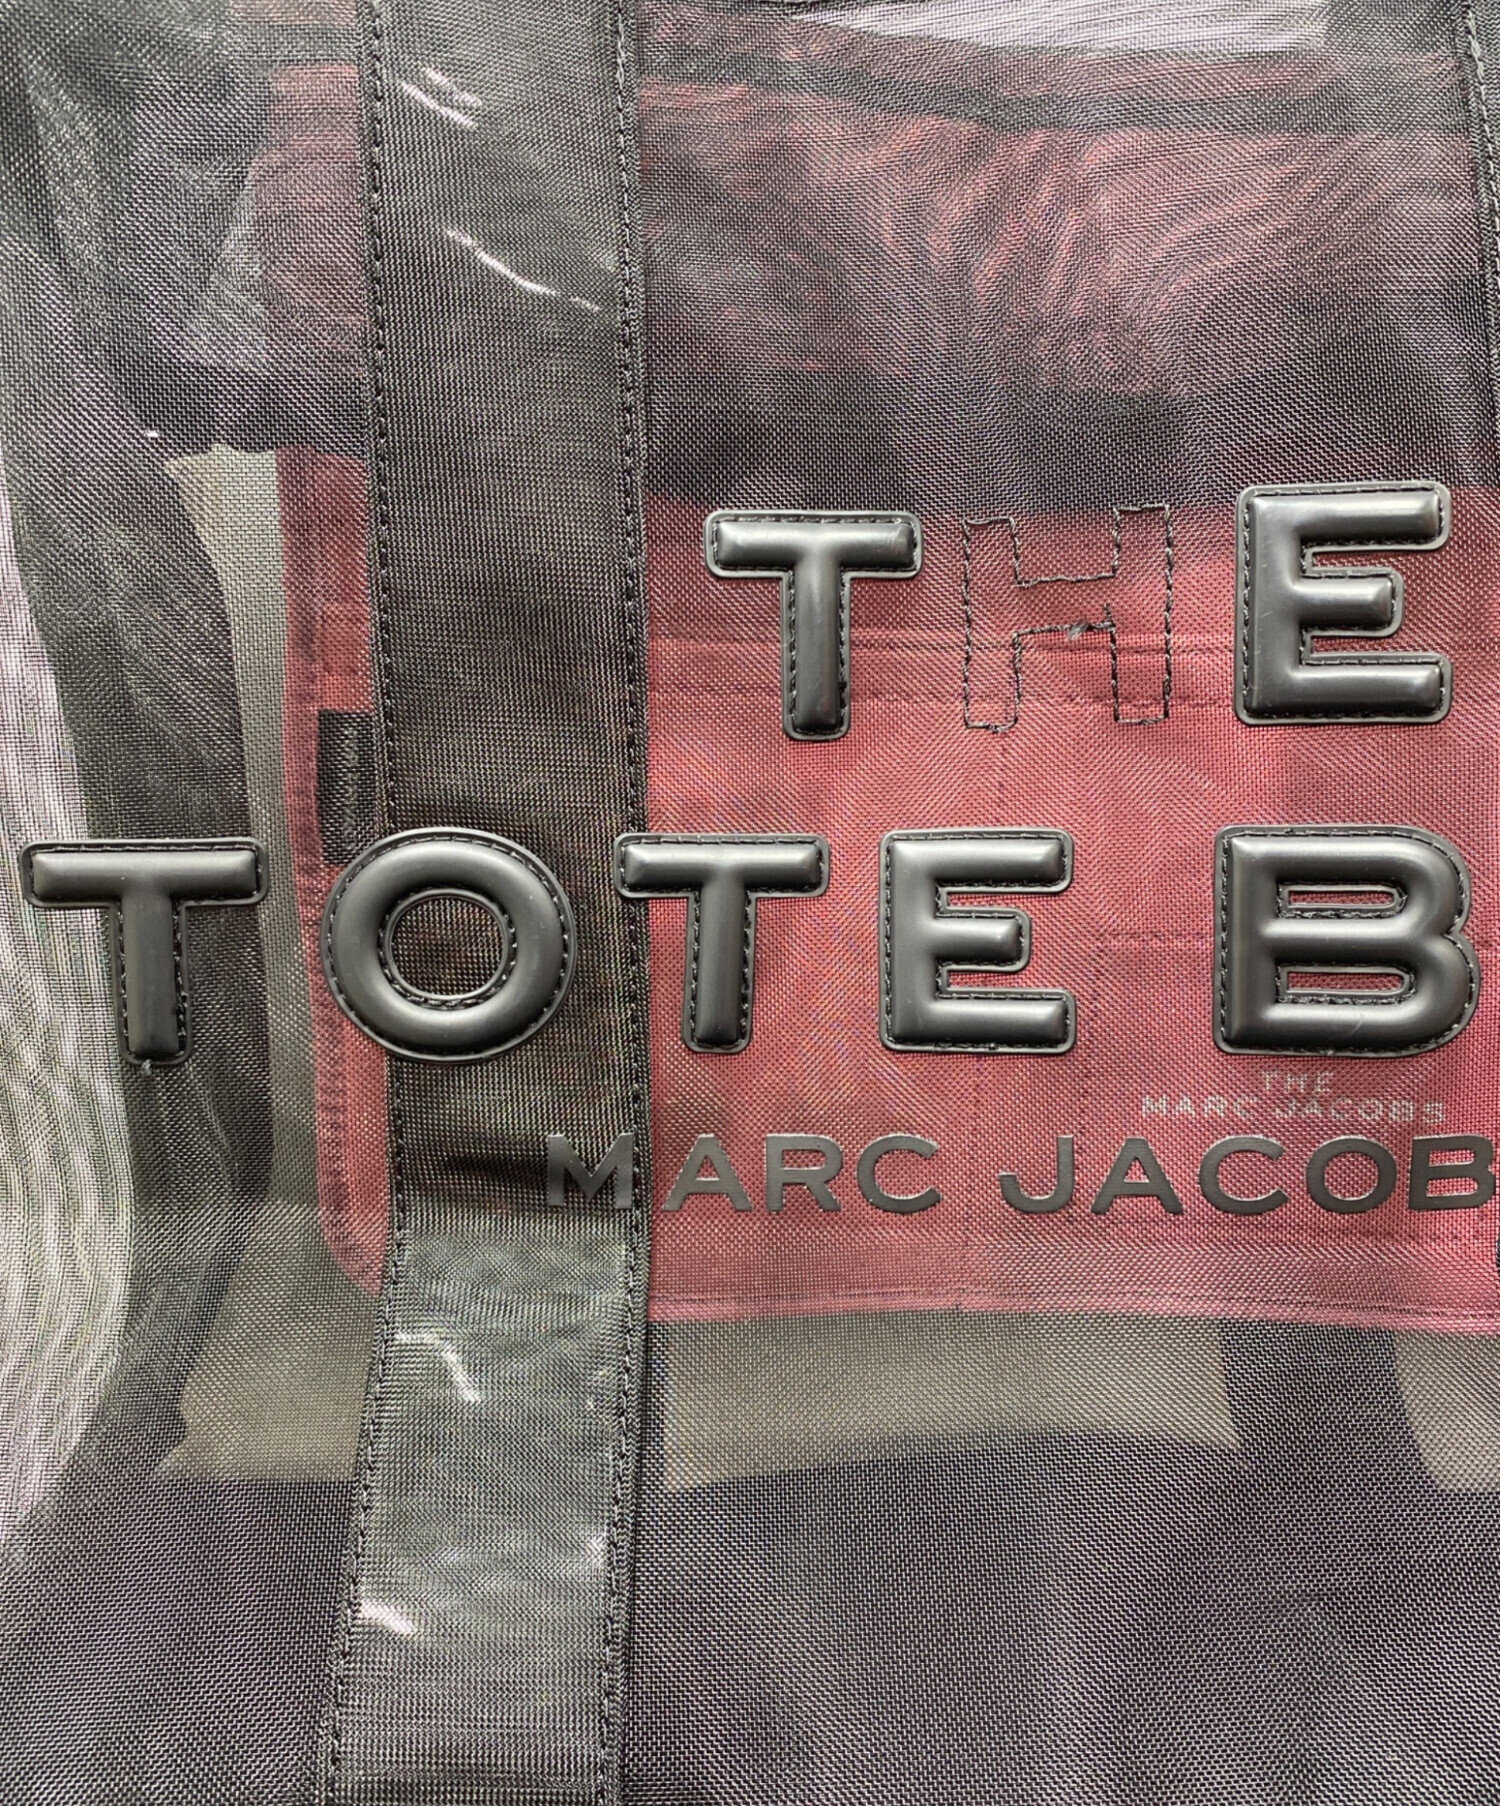 THE
TOTE B
THE
MARC JACOBS
MARC JACOB